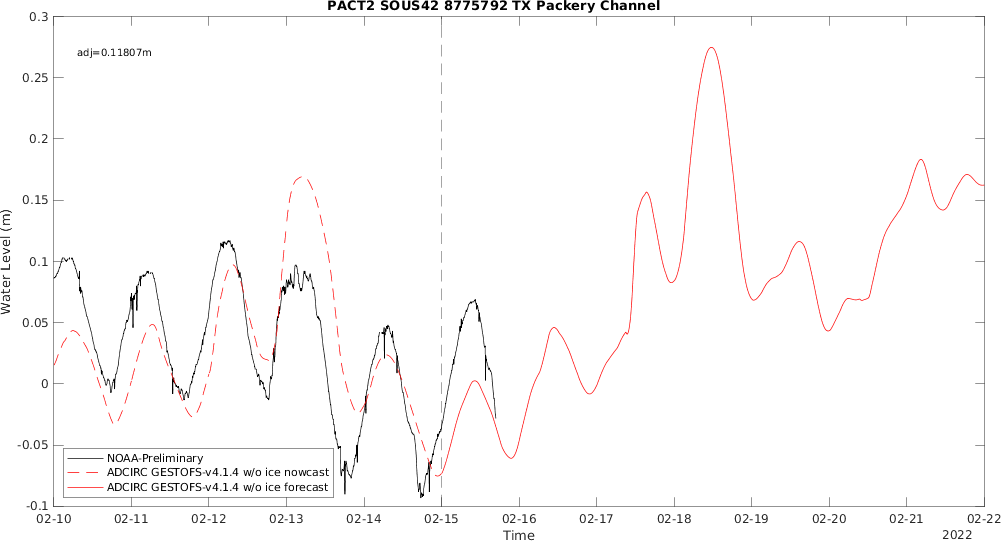 PACT2 SOUS42 8775792 TX Packery Channel
adj=0.11807m
0.3
0.25
0.2
0.15
0.1
0.05
0
-0.05
-0.1
Water Level (m)
NOAA-Preliminary
ADCIRC GESTOFS-v4.1.4 w/o ice nowcast
ADCIRC GESTOFS-v4.1.4 w/o ice forecast
02-10 02-11 02-12 02-13 02-14 02-15 02-16 02-17 02-18 02-19 02-20 02-21 02-22
Time
2022